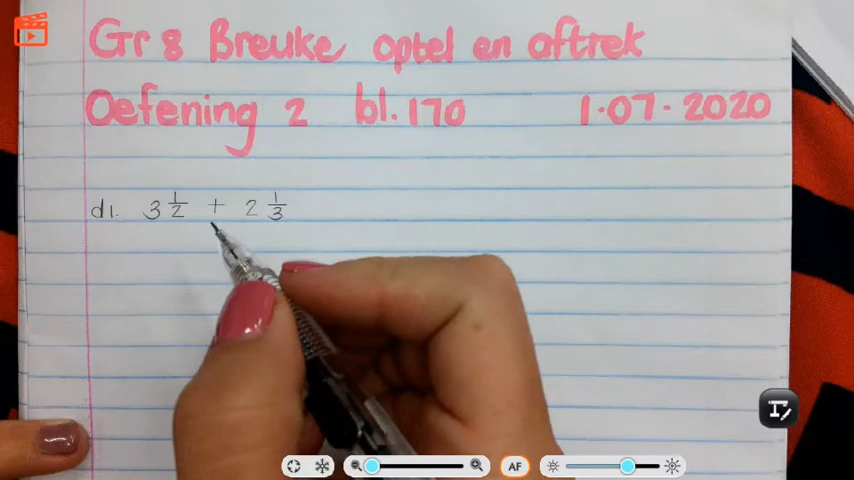 Gr 8 Breuke optel en aftrek
Oefening 2 bl. 170 1.07.2020
d1. 3 1/2 + 2 1/3
AF